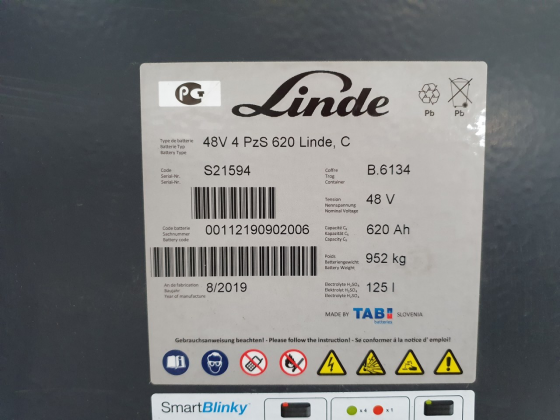 PG
Linde
Pb Pb
Type de batterie
Batterie Typ
Battery Type
48V 4 PzS 620 Linde, C
Code
Serial-Nr.
Serial-Nr.
S21594
Coffre
Trog
Container
B.6134
Tension
Nennspannung
Nominal Voltage
48 V
Code batterie
Sachnummer
Battery code
00112190902006
Capacité C₅
Kapazität C₅
Capacity C₅
620 Ah
Poids
Batteriegewicht
Battery Weight
952 kg
An de fabrication
Baujahr
Year of manufacture
8/2019
Electrolyte H₂SO₄
Elektrolyt H₂SO₄
Electrolyte H₂SO₄
125 l
MADE BY TAB batteries SLOVENIA
Gebrauchsanweisung beachten! - Please follow the instructions! - Se conformer à la notice d' emploi!
SmartBlinky
x 4 x 1